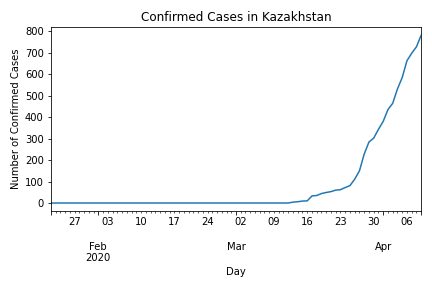 Confirmed Cases in Kazakhstan
800
700
600
500
400
300
200
100
0
Number of Confirmed Cases
27 03 10 17 24 02 09 16 23 30 06
Feb Mar Apr
2020
Day